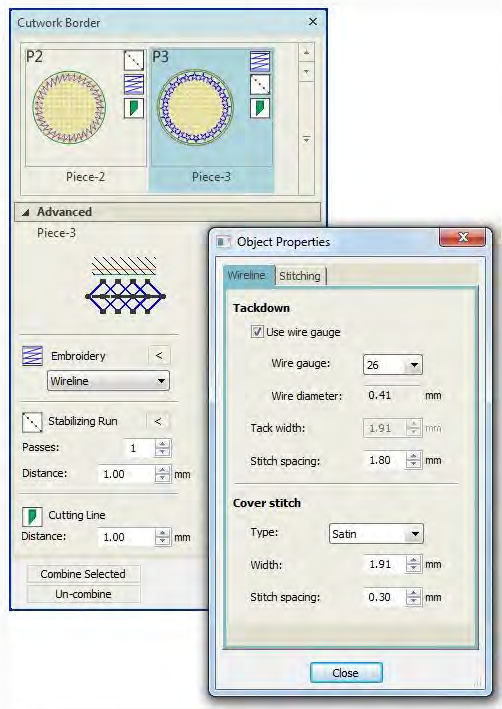 Cutwork Border
P2
P3
Piece-2
Piece-3
Advanced
Piece-3
Embroidery
<
Wireline
Stabilizing Run
<
Passes: 1
Distance: 1.00 mm
Cutting Line
Distance: 1.00 mm
Combine Selected
Un-combine
Object Properties
Wireline
Stitching
Tackdown
Use wire gauge
Wire gauge: 26
Wire diameter: 0.41 mm
Tack width: 1.91 mm
Stitch spacing: 1.80 mm
Cover stitch
Type: Satin
Width: 1.91 mm
Stitch spacing: 0.30 mm
Close